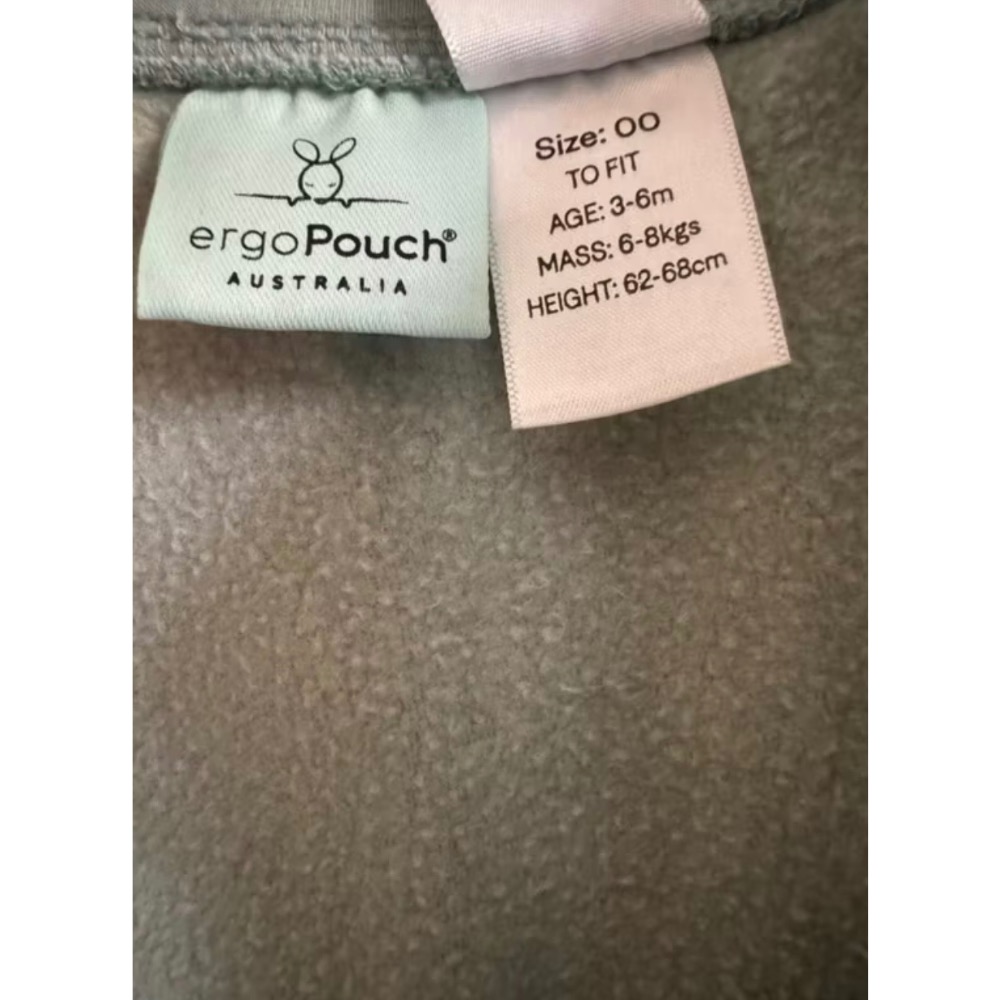 ergoPouch®
AUSTRALIA
Size: 00
TO FIT
AGE: 3-6m
MASS: 6-8kgs
HEIGHT: 62-68cm